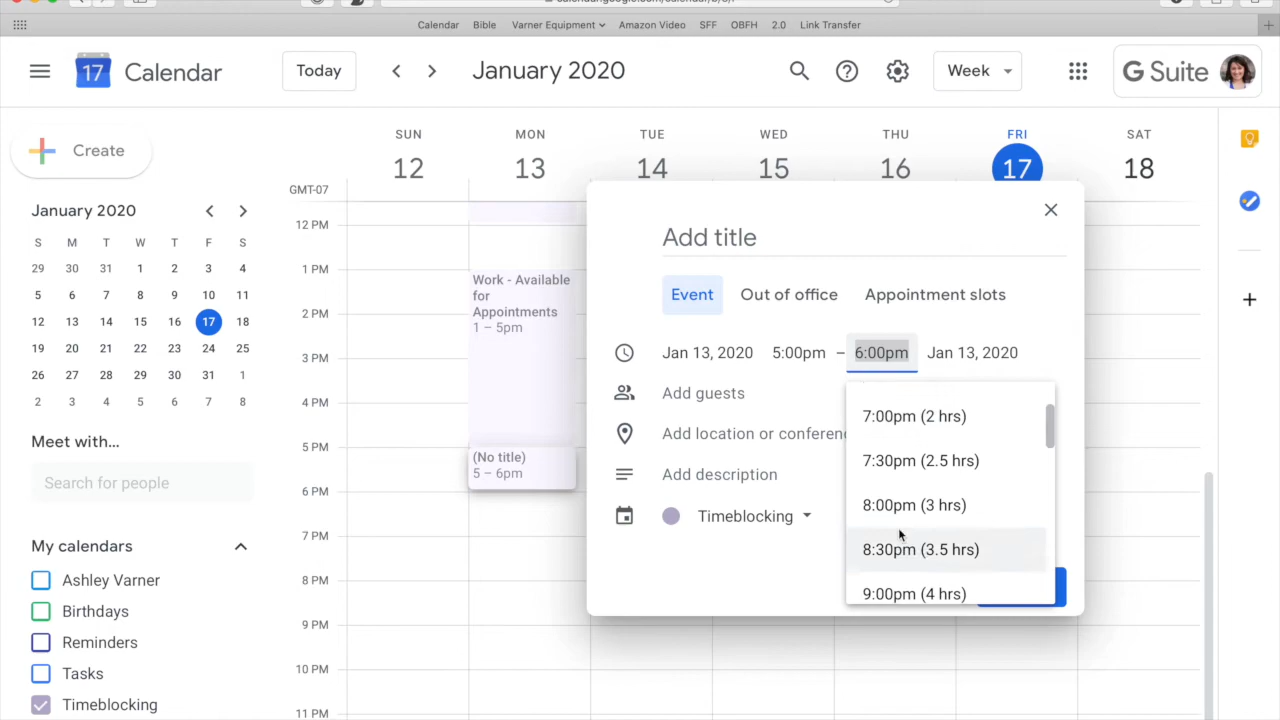 Calendar Bible Varner Equipment Amazon Video SFF OBFH 2.0 Link Transfer
17 Calendar Today January 2020 Week G Suite
SUN MON TUE WED THU FRI SAT
12 13 14 15 16 17 18
Create
GMT-07
January 2020
S M T W T F S
29 30 31 1 2 3 4
5 6 7 8 9 10 11
12 13 14 15 16 17 18
19 20 21 22 23 24 25
26 27 28 29 30 31 1
2 3 4 5 6 7 8
Meet with...
Search for people
My calendars
Ashley Varner
Birthdays
Reminders
Tasks
Timeblocking
12 PM
1 PM
2 PM
3 PM
4 PM
5 PM
6 PM
7 PM
8 PM
9 PM
10 PM
11 PM
Work - Available
for
Appointments
1 – 5pm
(No title)
5 – 6pm
Add title
Event Out of office Appointment slots
Jan 13, 2020 5:00pm – 6:00pm Jan 13, 2020
Add guests
Add location or conferen
Add description
Timeblocking
7:00pm (2 hrs)
7:30pm (2.5 hrs)
8:00pm (3 hrs)
8:30pm (3.5 hrs)
9:00pm (4 hrs)